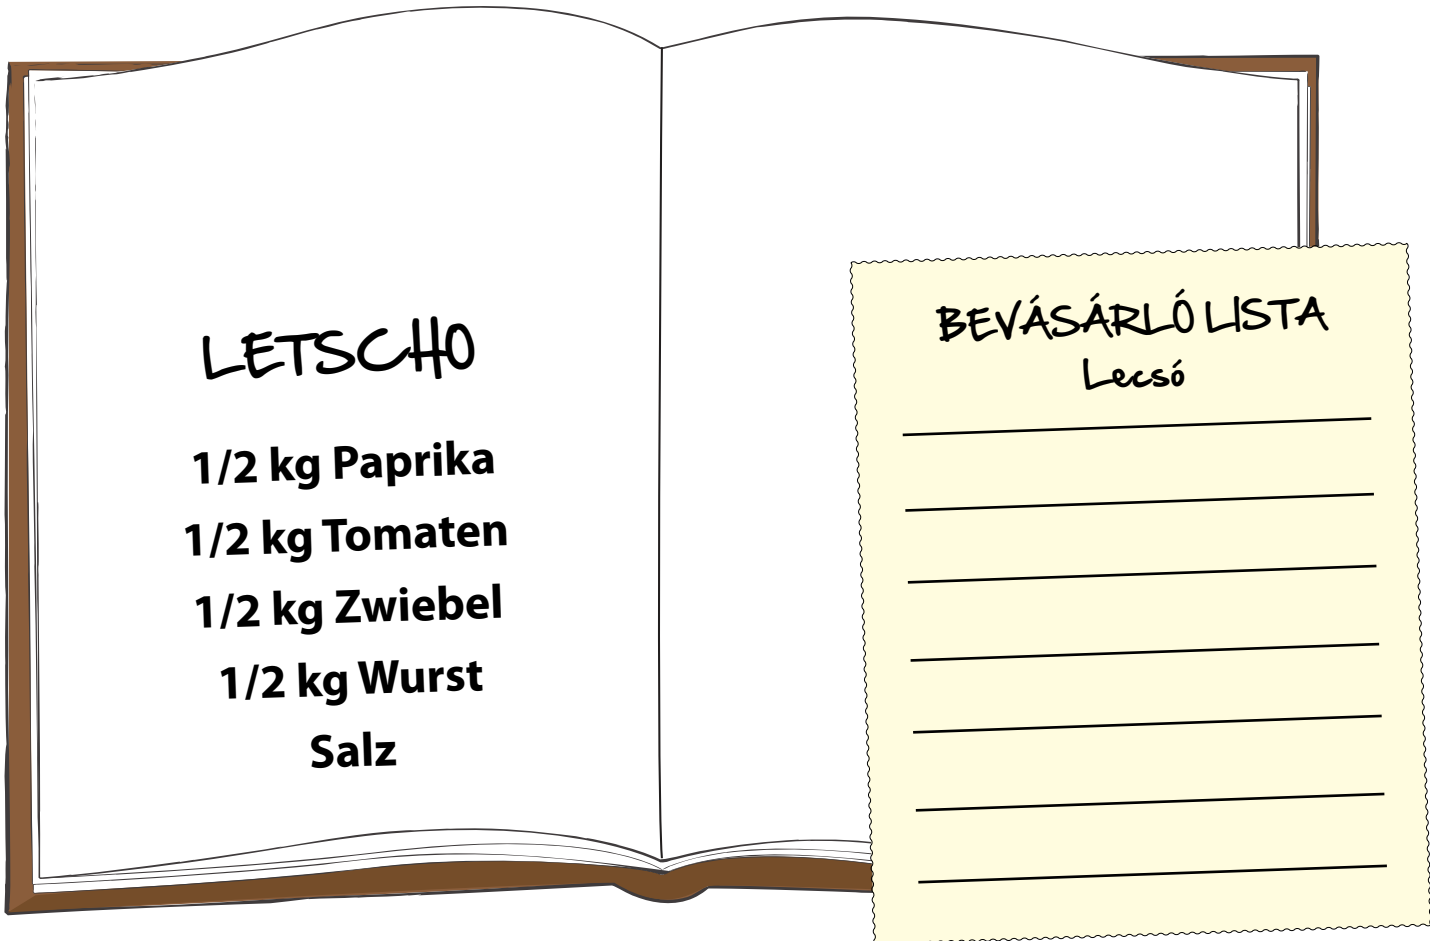 LETSCHO
1/2 kg Paprika
1/2 kg Tomaten
1/2 kg Zwiebel
1/2 kg Wurst
Salz
BEVÁSÁRLÓ LISTA
Lecsó